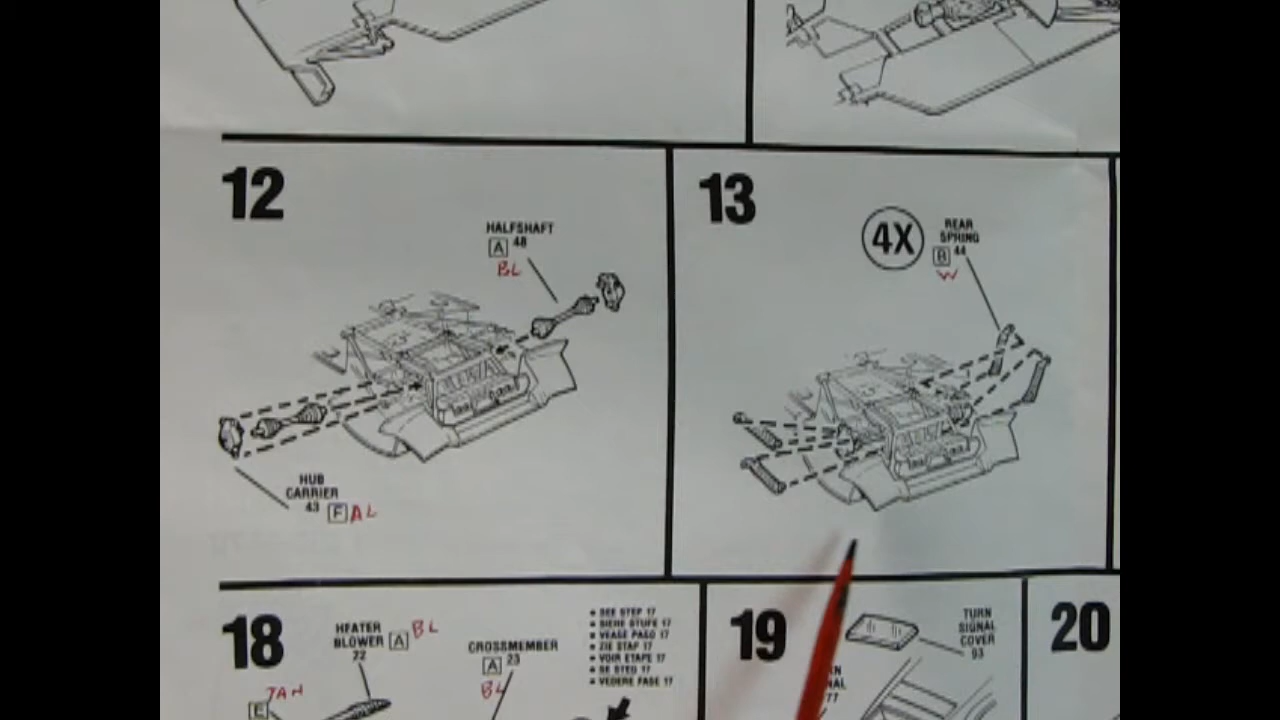 12
HALFSHAFT
A 48
BL
HUB
CARRIER
43 F AL
13
4X
REAR
SPRING
B 44
W
18
HEATER
BLOWER A BL
22
TAN
E
CROSSMEMBER
A 23
BL
SEE STEP 17
SIEHE STUFE 17
VEASE PASO 17
ZIE STAP 17
VOIR ETAPE 17
SE STEG 17
VEDERE FASE 17
19
TURN
SIGNAL
COVER
93
77
20